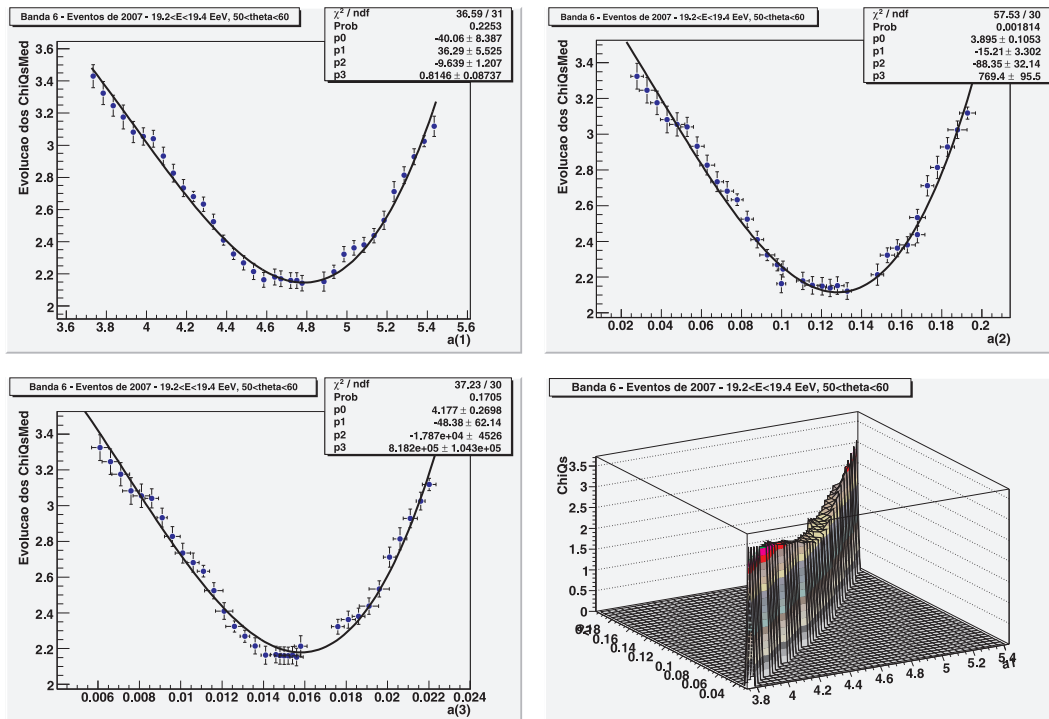 Banda 6 - Eventos de 2007 - 19.2<E<19.4 EeV, 50<theta<60
χ² / ndf 36.59 / 31
Prob 0.2253
p0 -40.06 ± 8.387
p1 36.29 ± 5.525
p2 -9.639 ± 1.207
p3 0.8146 ± 0.08737
Evolucao dos ChiQsMed
3.6
3.4
3.2
3
2.8
2.6
2.4
2.2
2
3.6 3.8 4 4.2 4.4 4.6 4.8 5 5.2 5.4 5.6
a(1)
Banda 6 - Eventos de 2007 - 19.2<E<19.4 EeV, 50<theta<60
χ² / ndf 57.53 / 30
Prob 0.001814
p0 3.895 ± 0.1053
p1 -15.21 ± 3.302
p2 -88.35 ± 32.14
p3 769.4 ± 95.5
Evolucao dos ChiQsMed
3.4
3.2
3
2.8
2.6
2.4
2.2
2
0.02 0.04 0.06 0.08 0.1 0.12 0.14 0.16 0.18 0.2
a(2)
Banda 6 - Eventos de 2007 - 19.2<E<19.4 EeV, 50<theta<60
χ² / ndf 37.23 / 30
Prob 0.1705
p0 4.177 ± 0.2698
p1 -48.38 ± 62.14
p2 -1.787e+04 ± 4526
p3 8.182e+05 ± 1.043e+05
Evolucao dos ChiQsMed
3.4
3.2
3
2.8
2.6
2.4
2.2
2
0.006 0.008 0.01 0.012 0.014 0.016 0.018 0.02 0.022 0.024
a(3)
Banda 6 - Eventos de 2007 - 19.2<E<19.4 EeV, 50<theta<60
ChiQs
3.5
3
2.5
2
1.5
1
0.5
0
0.18 0.16 0.14 0.12 0.1 0.08 0.06 0.04
3.8 4 4.2 4.4 4.6 4.8 5 5.2 5.4
a1